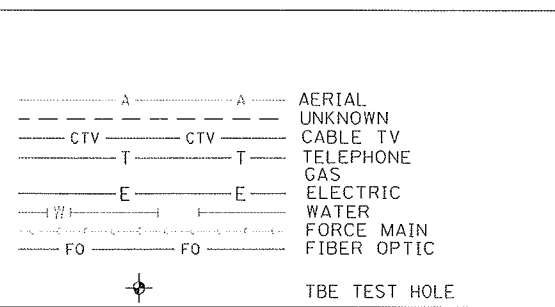 A A AERIAL
UNKNOWN
CTV CTV CABLE TV
T T TELEPHONE
GAS
E E ELECTRIC
W WATER
FORCE MAIN
FO FO FIBER OPTIC
TBE TEST HOLE